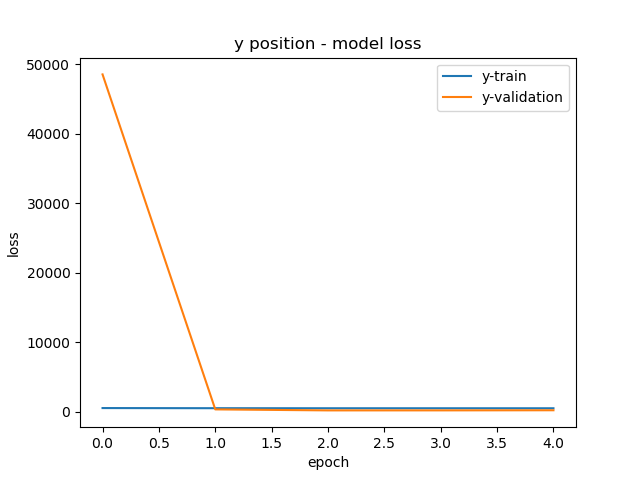 y position - model loss
50000
40000
30000
20000
10000
0
loss
y-train
y-validation
0.0 0.5 1.0 1.5 2.0 2.5 3.0 3.5 4.0
epoch